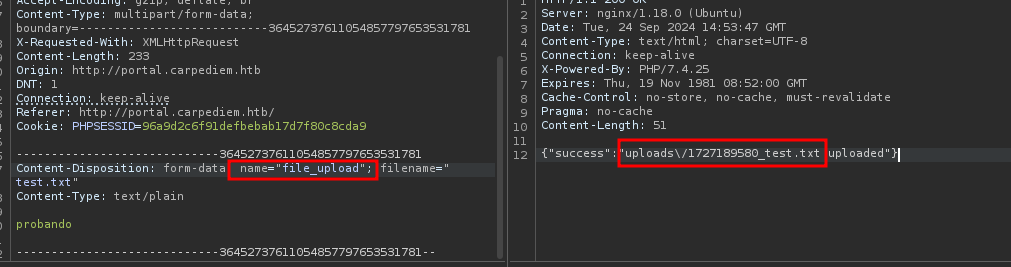 Accept-Encoding: gzip, deflate, br
Content-Type: multipart/form-data;
boundary=---------------------------364527376110548577976535​31781
X-Requested-With: XMLHttpRequest
Content-Length: 233
Origin: http://portal.carpediem.htb
DNT: 1
Connection: keep-alive
Referer: http://portal.carpediem.htb/
Cookie: PHPSESSID=96a9d2c6f91defbebab17d7f80c8cda9
-----------------------------36452737611054857797653531781
Content-Disposition: form-data; name="file_upload"; filename="
test.txt"
Content-Type: text/plain
probando
-----------------------------36452737611054857797653531781--
1 HTTP/1.1 200 OK
2 Server: nginx/1.18.0 (Ubuntu)
3 Date: Tue, 24 Sep 2024 14:53:47 GMT
4 Content-Type: text/html; charset=UTF-8
5 Connection: keep-alive
6 X-Powered-By: PHP/7.4.25
7 Expires: Thu, 19 Nov 1981 08:52:00 GMT
8 Cache-Control: no-store, no-cache, must-revalidate
9 Pragma: no-cache
10 Content-Length: 51
11
12 {"success":"uploads\/1727189580_test.txt uploaded"}